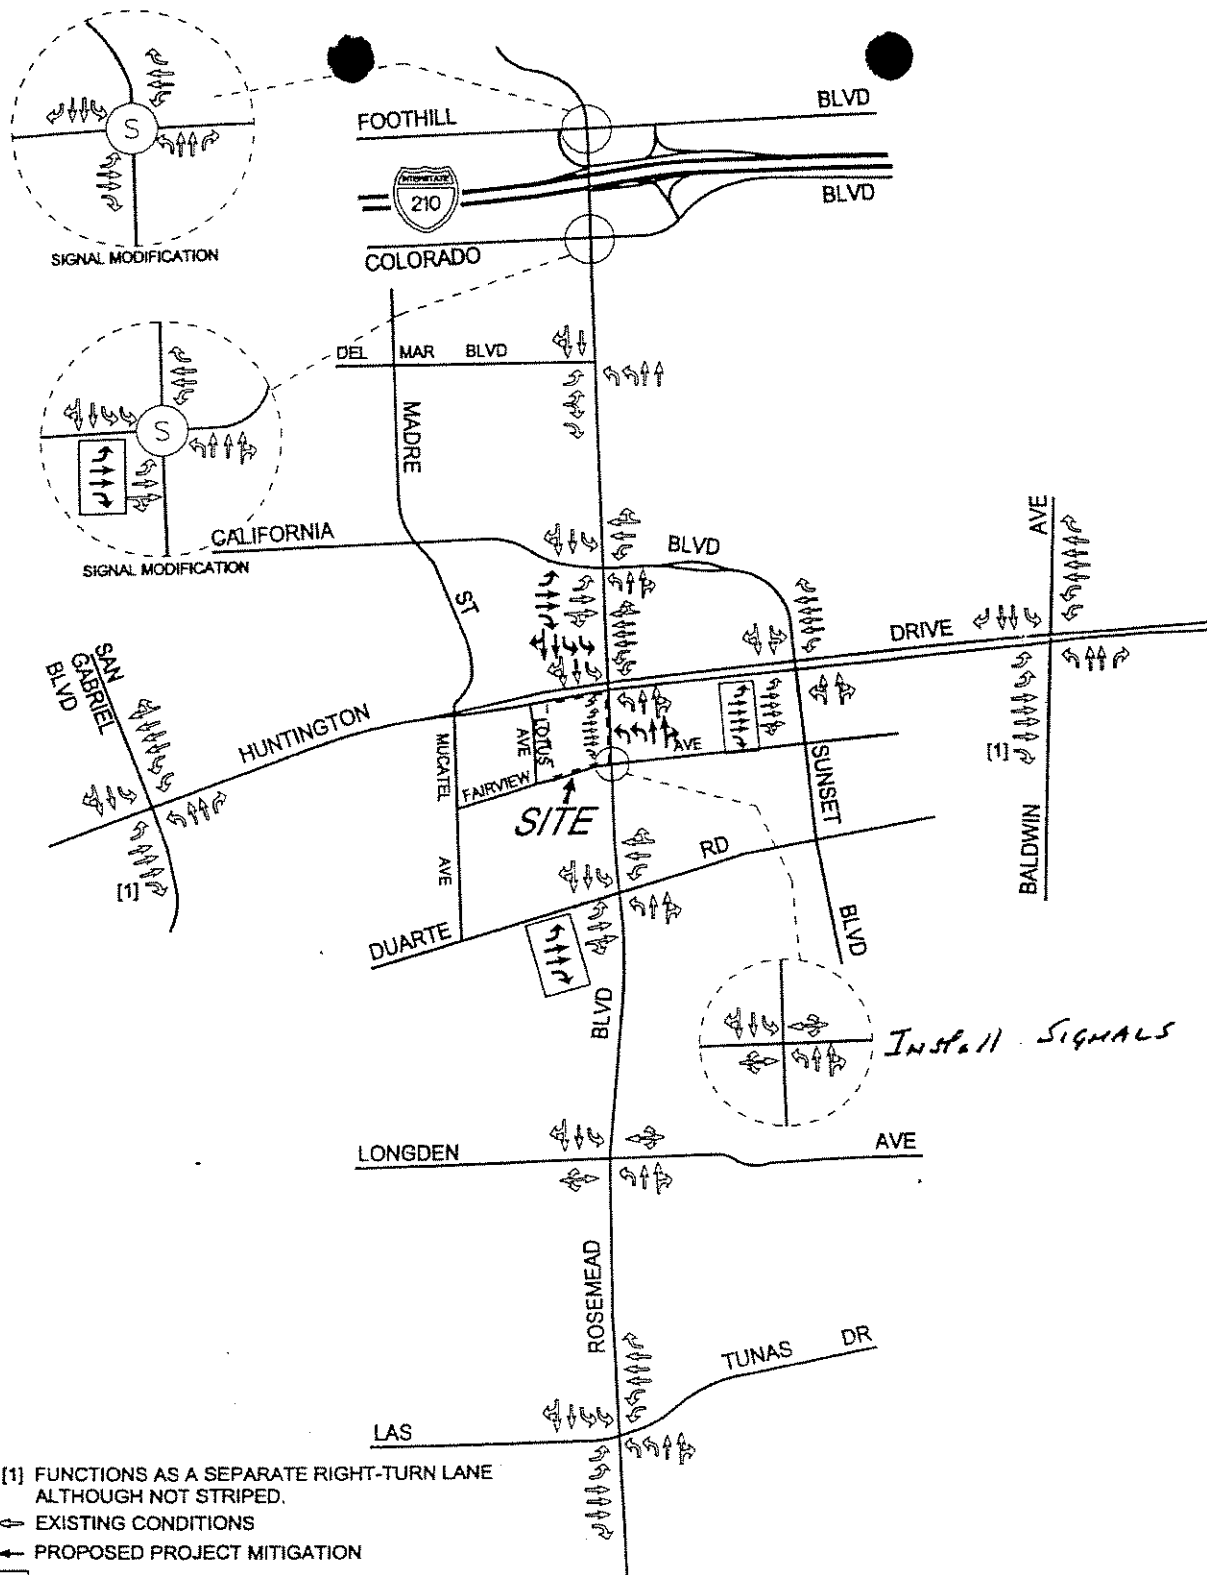 FOOTHILL
BLVD
INTERSTATE
210
BLVD
COLORADO
S
SIGNAL MODIFICATION
DEL MAR BLVD
MADRE
S
SIGNAL MODIFICATION
CALIFORNIA
BLVD
AVE
ST
DRIVE
SAN
GABRIEL
BLVD
HUNTINGTON
LOTUS
AVE
AVE
MUCATEL
FAIRVIEW
SITE
SUNSET
[1]
BALDWIN
RD
AVE
[1]
DUARTE
BLVD
BLVD
Install SIGNALS
LONGDEN
AVE
ROSEMEAD
TUNAS DR
LAS
[1] FUNCTIONS AS A SEPARATE RIGHT-TURN LANE
ALTHOUGH NOT STRIPED.
EXISTING CONDITIONS
PROPOSED PROJECT MITIGATION